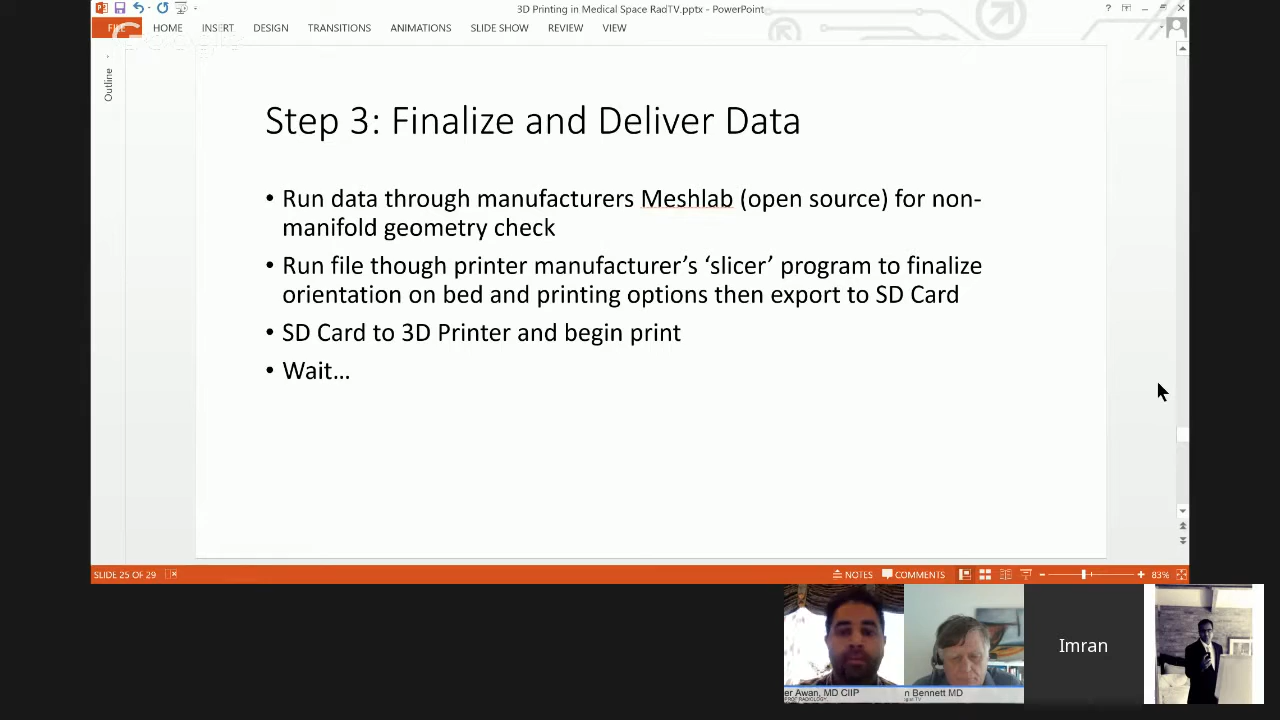 3D Printing in Medical Space RadTV.pptx - PowerPoint
FILE HOME INSERT DESIGN TRANSITIONS ANIMATIONS SLIDE SHOW REVIEW VIEW
Google
Outline
Step 3: Finalize and Deliver Data
• Run data through manufacturers Meshlab (open source) for non-
manifold geometry check
• Run file though printer manufacturer’s ‘slicer’ program to finalize
orientation on bed and printing options then export to SD Card
• SD Card to 3D Printer and begin print
• Wait…
SLIDE 25 OF 29 NOTES COMMENTS 83%
Imran
er Awan, MD CIIP
n Bennett MD